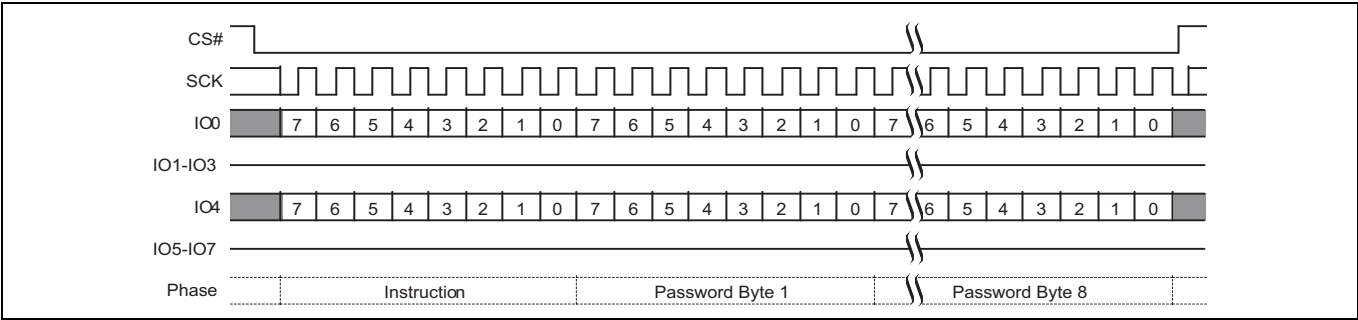 CS#
SCK
IO0 7 6 5 4 3 2 1 0 7 6 5 4 3 2 1 0 7 6 5 4 3 2 1 0
IO1-IO3
IO4 7 6 5 4 3 2 1 0 7 6 5 4 3 2 1 0 7 6 5 4 3 2 1 0
IO5-IO7
Phase Instruction Password Byte 1 Password Byte 8